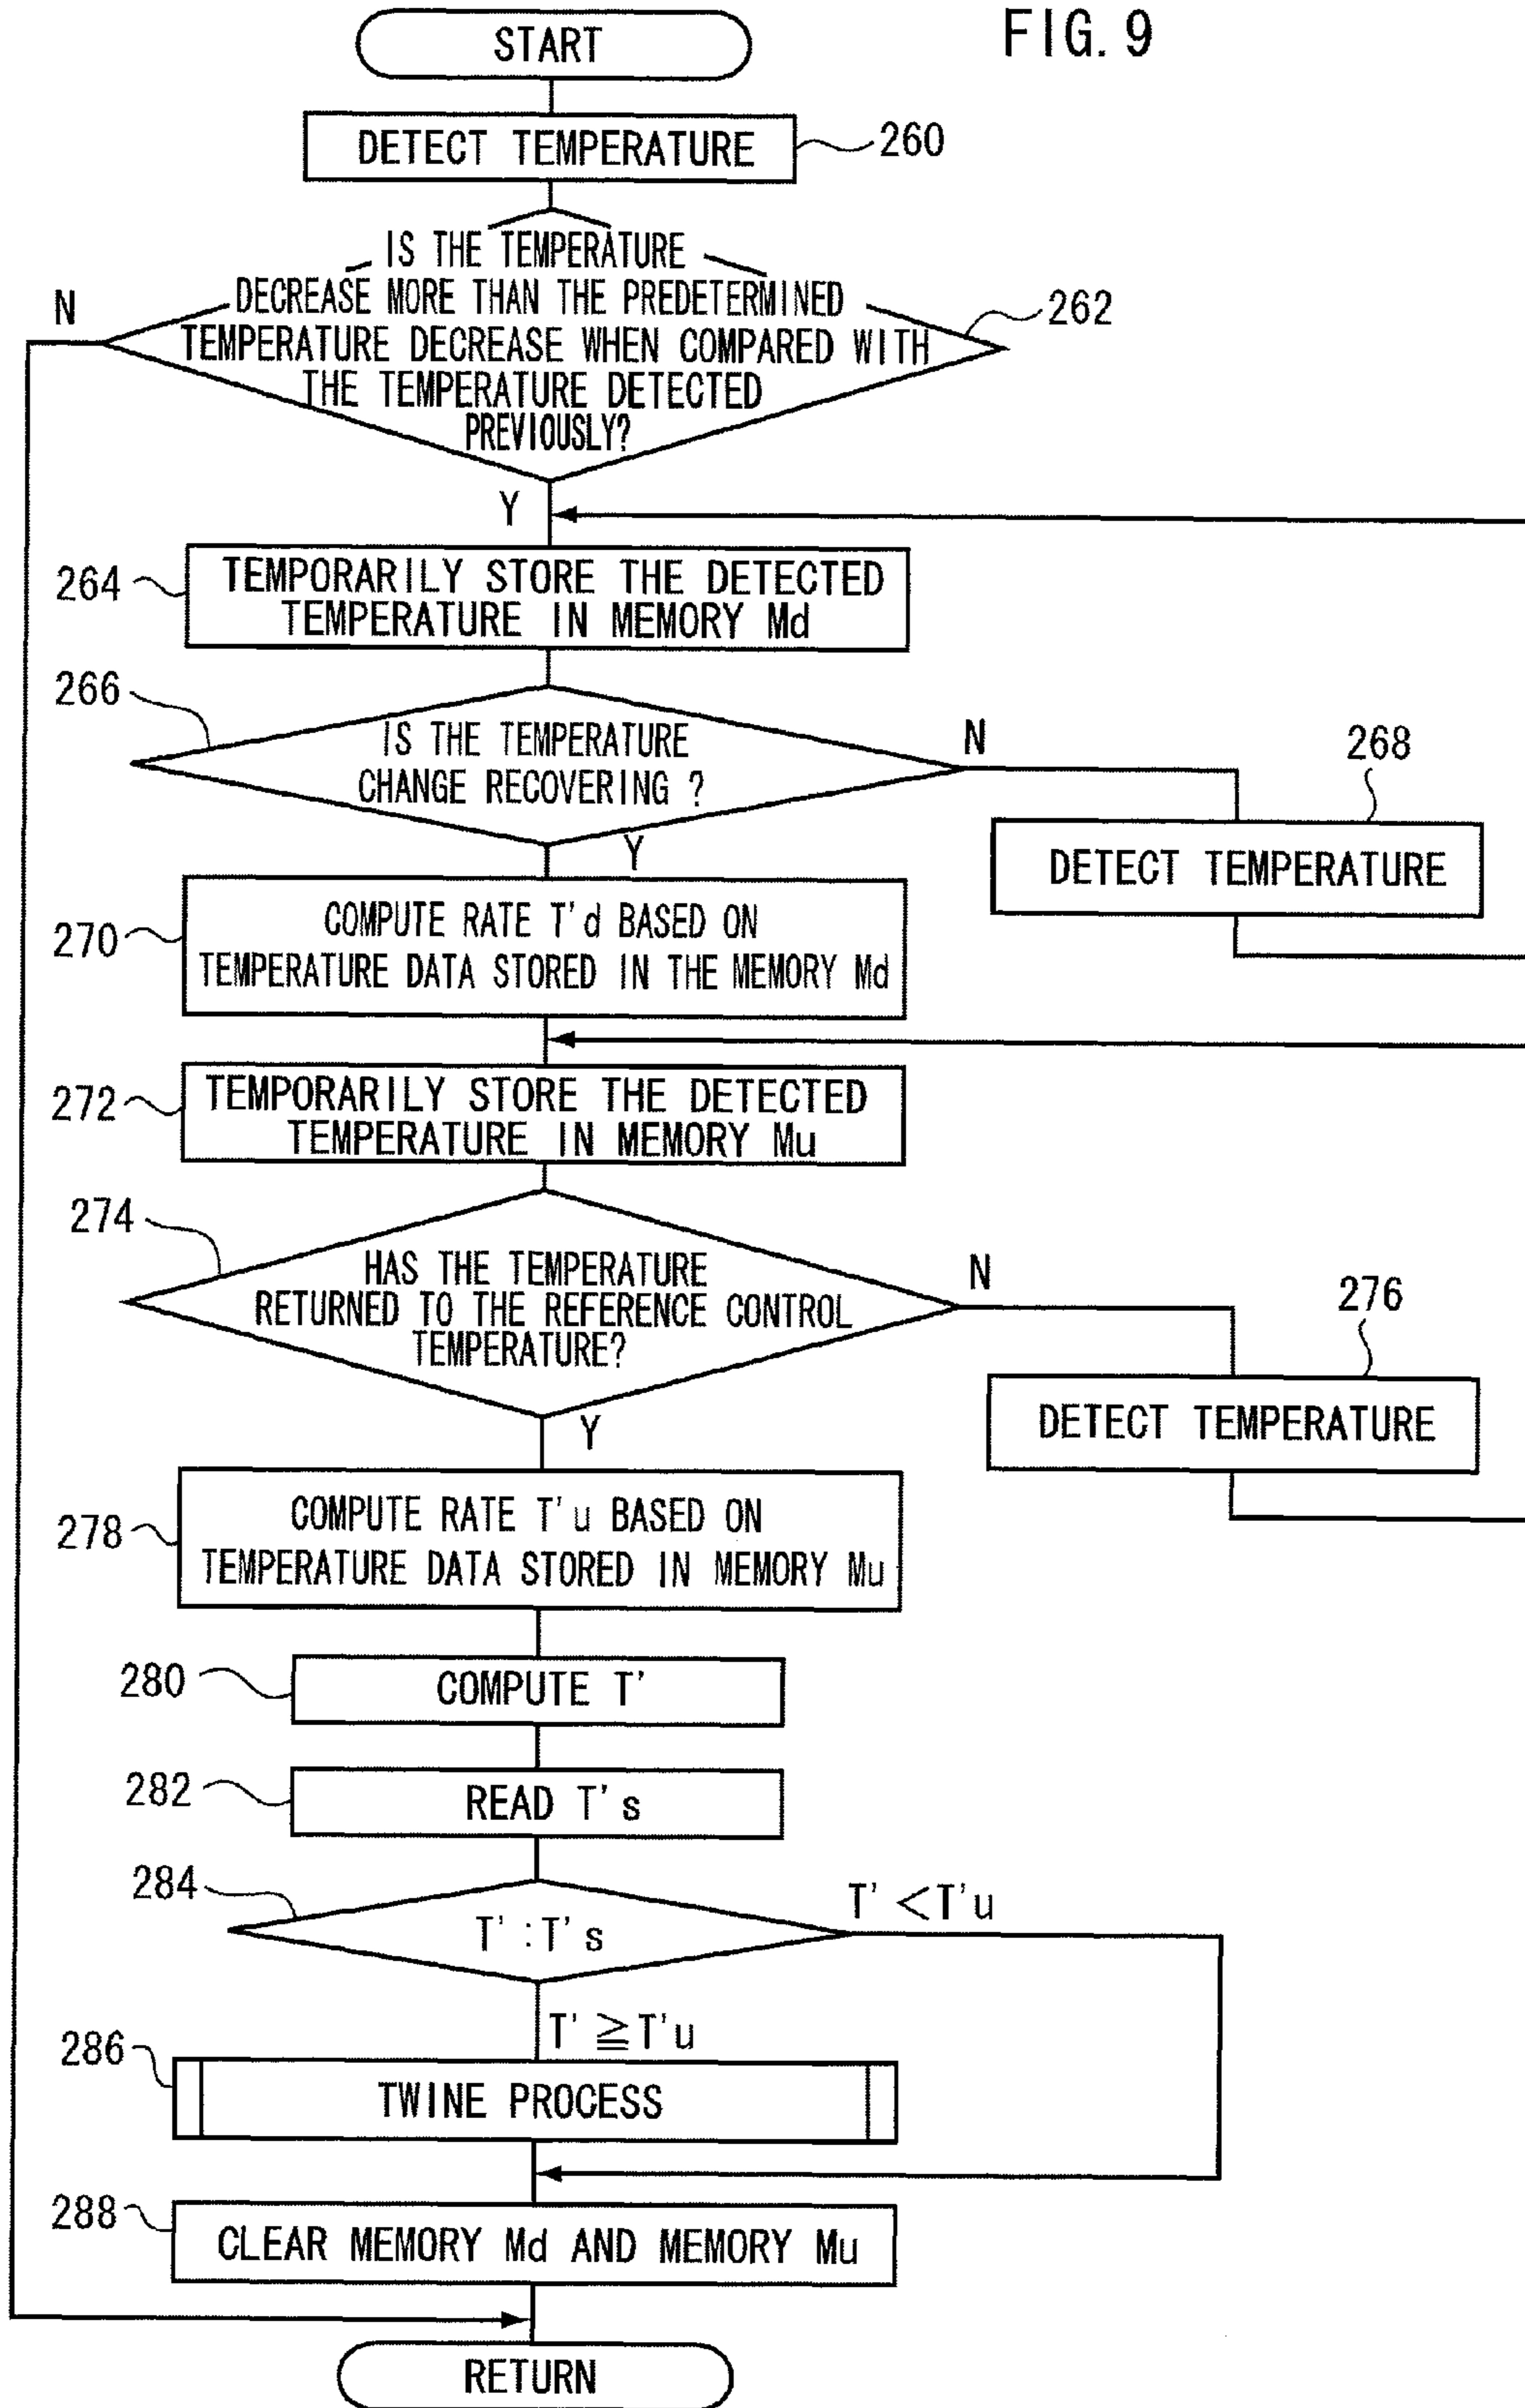 FIG. 9
START
DETECT TEMPERATURE
260
IS THE TEMPERATURE
DECREASE MORE THAN THE PREDETERMINED
TEMPERATURE DECREASE WHEN COMPARED WITH
THE TEMPERATURE DETECTED
PREVIOUSLY?
N
262
Y
264
TEMPORARILY STORE THE DETECTED
TEMPERATURE IN MEMORY Md
266
IS THE TEMPERATURE
CHANGE RECOVERING ?
N
268
Y
DETECT TEMPERATURE
270
COMPUTE RATE T'd BASED ON
TEMPERATURE DATA STORED IN THE MEMORY Md
272
TEMPORARILY STORE THE DETECTED
TEMPERATURE IN MEMORY Mu
274
HAS THE TEMPERATURE
RETURNED TO THE REFERENCE CONTROL
TEMPERATURE?
N
276
Y
DETECT TEMPERATURE
278
COMPUTE RATE T'u BASED ON
TEMPERATURE DATA STORED IN MEMORY Mu
280
COMPUTE T'
282
READ T's
284
T' :T's
T' <T'u
T' ≧T'u
286
TWINE PROCESS
288
CLEAR MEMORY Md AND MEMORY Mu
RETURN